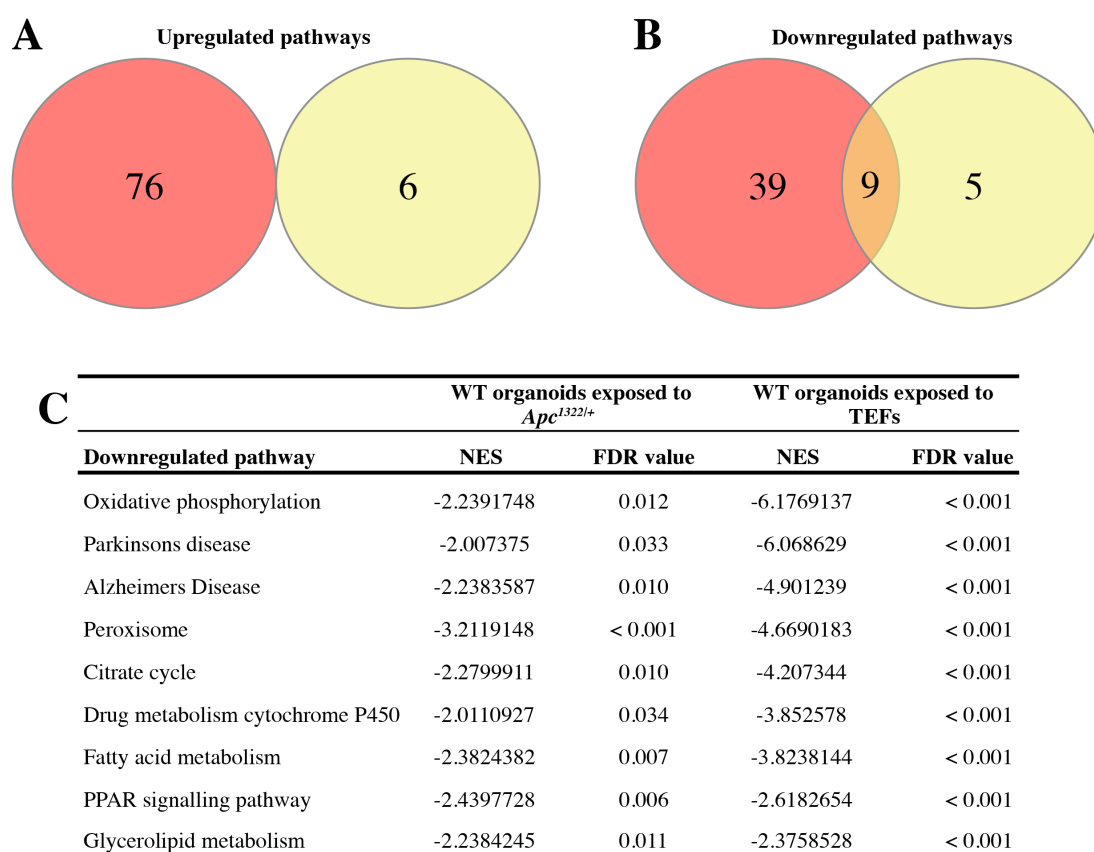 A
Upregulated pathways
76
6
B
Downregulated pathways
39
9
5
C
WT organoids exposed to Apc1322/+
WT organoids exposed to TEFs
Downregulated pathway NES FDR value NES FDR value
Oxidative phosphorylation -2.2391748 0.012 -6.1769137 < 0.001
Parkinsons disease -2.007375 0.033 -6.068629 < 0.001
Alzheimers Disease -2.2383587 0.010 -4.901239 < 0.001
Peroxisome -3.2119148 < 0.001 -4.6690183 < 0.001
Citrate cycle -2.2799911 0.010 -4.207344 < 0.001
Drug metabolism cytochrome P450 -2.0110927 0.034 -3.852578 < 0.001
Fatty acid metabolism -2.3824382 0.007 -3.8238144 < 0.001
PPAR signalling pathway -2.4397728 0.006 -2.6182654 < 0.001
Glycerolipid metabolism -2.2384245 0.011 -2.3758528 < 0.001